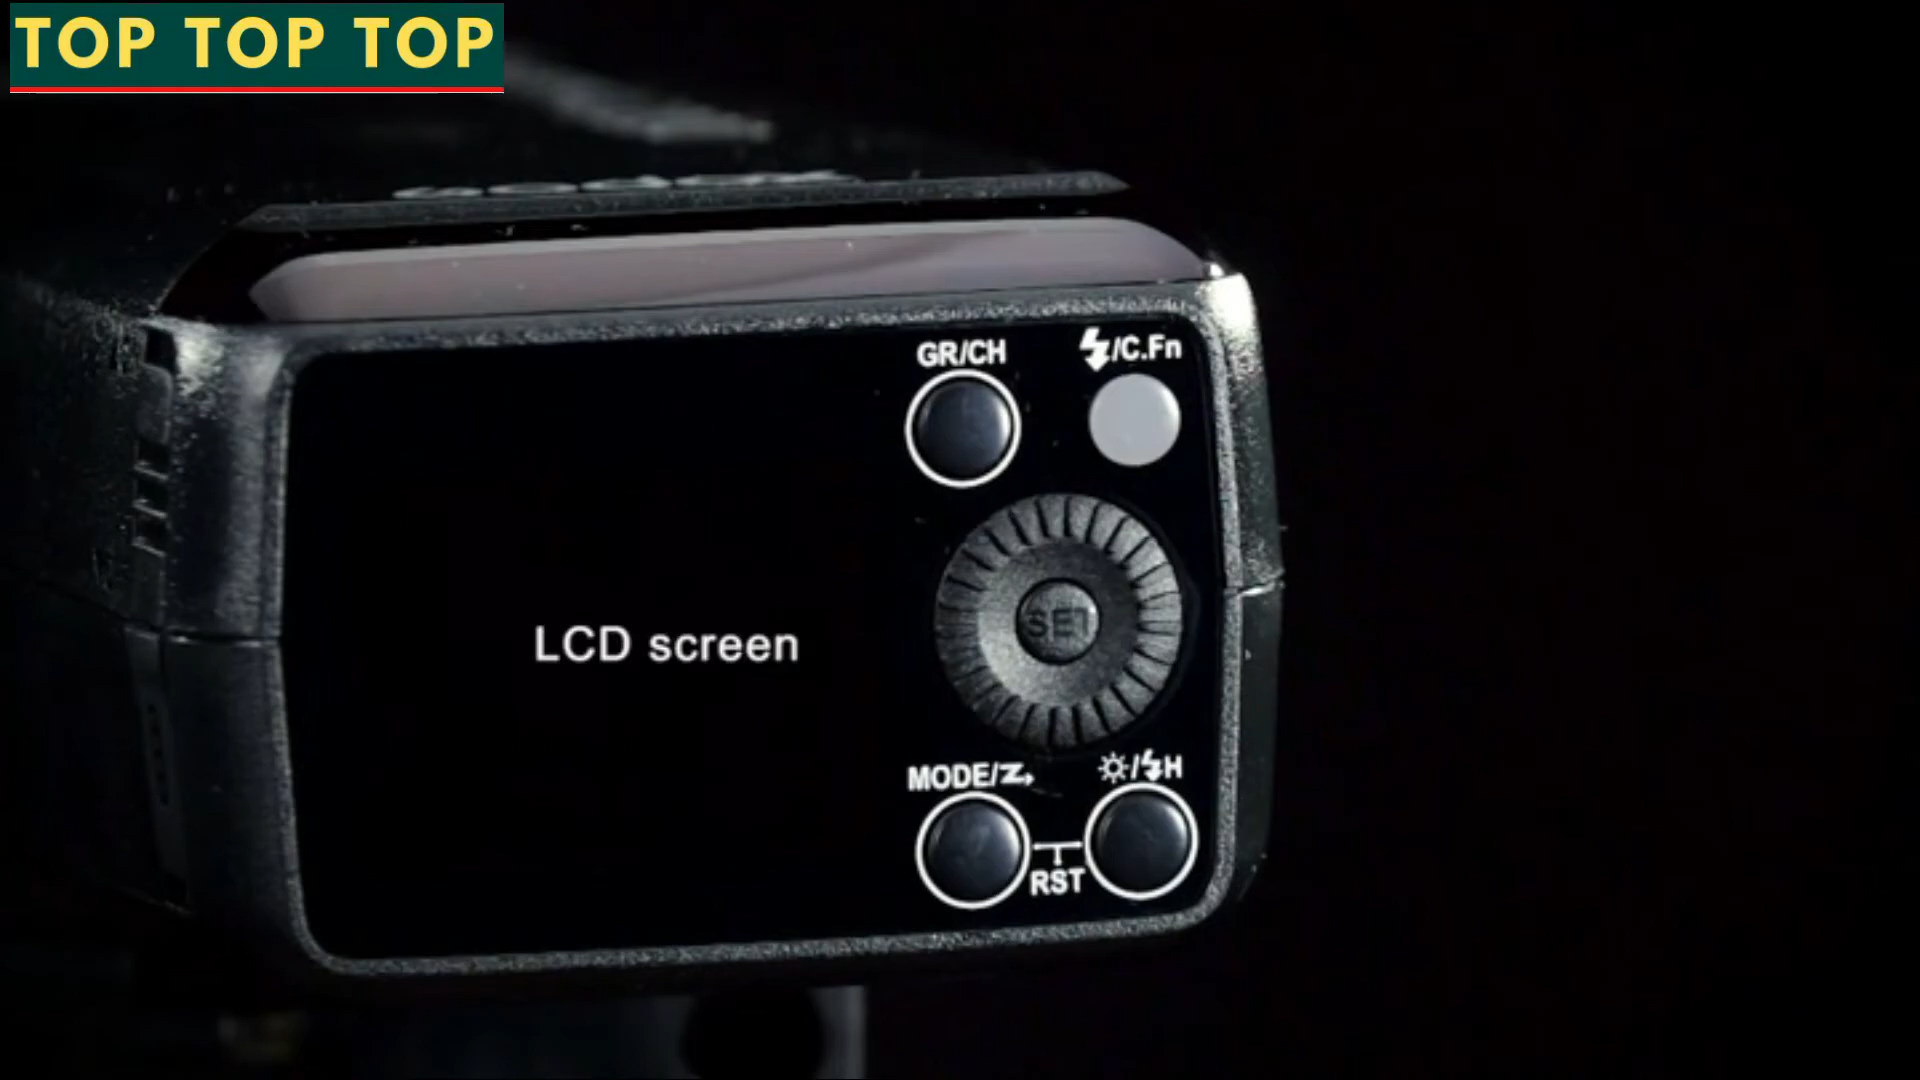 TOP TOP TOP
GR/CH
/C.Fn
SET
LCD screen
MODE/
/ H
RST